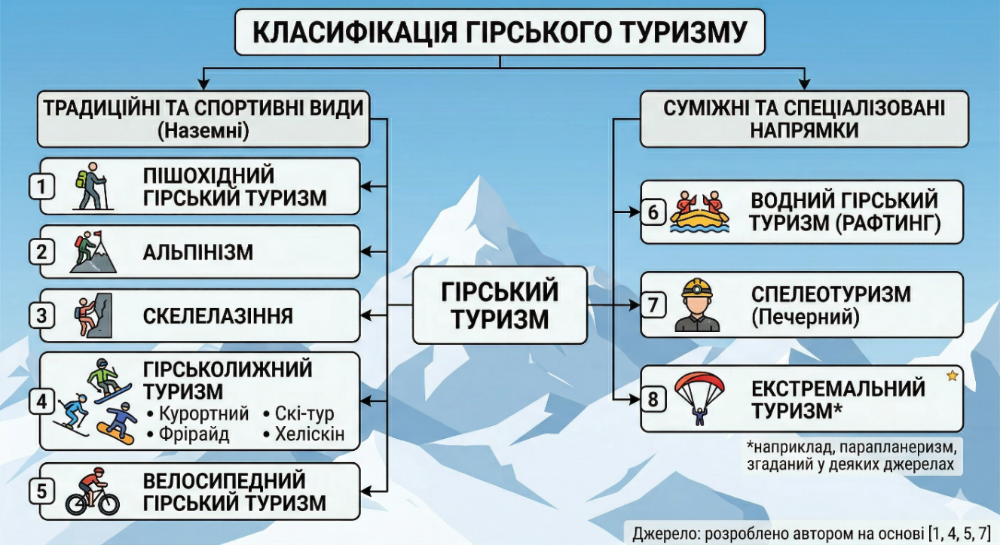 КЛАСИФІКАЦІЯ ГІРСЬКОГО ТУРИЗМУ
ТРАДИЦІЙНІ ТА СПОРТИВНІ ВИДИ
(Наземні)
1
ПІШОХІДНИЙ
ГІРСЬКИЙ ТУРИЗМ
2
АЛЬПІНІЗМ
3
СКЕЛЕЛАЗІННЯ
4
ГІРСЬКОЛИЖНИЙ
ТУРИЗМ
• Курортний • Скі-тур
• Фрірайд • Хеліскін
5
ВЕЛОСИПЕДНИЙ
ГІРСЬКИЙ ТУРИЗМ
ГІРСЬКИЙ
ТУРИЗМ
СУМІЖНІ ТА СПЕЦІАЛІЗОВАНІ
НАПРЯМКИ
6
ВОДНИЙ ГІРСЬКИЙ
ТУРИЗМ (РАФТИНГ)
7
СПЕЛЕОТУРИЗМ
(Печерний)
8
ЕКСТРЕМАЛЬНИЙ
ТУРИЗМ*
*наприклад, парапланеризм,
згаданий у деяких джерелах
Джерело: розроблено автором на основі [1, 4, 5, 7]